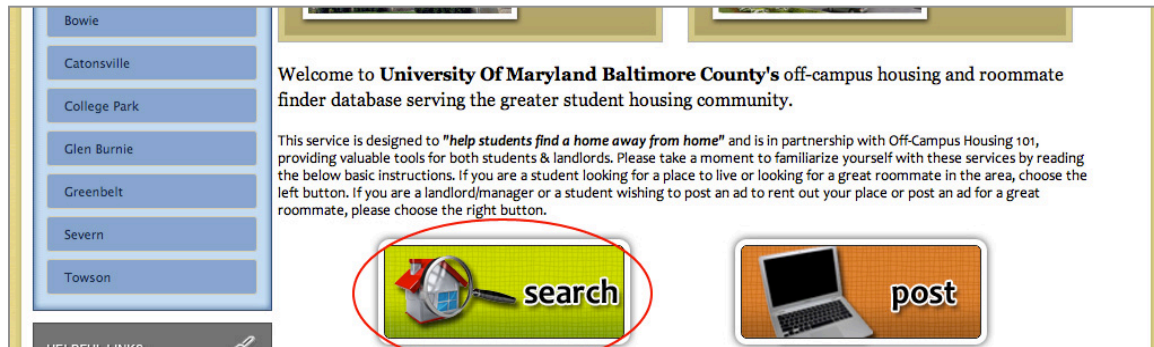 Bowie
Catonsville
College Park
Glen Burnie
Greenbelt
Severn
Towson
HELPFUL LINKS
Welcome to University Of Maryland Baltimore County's off-campus housing and roommate
finder database serving the greater student housing community.
This service is designed to "help students find a home away from home" and is in partnership with Off-Campus Housing 101,
providing valuable tools for both students & landlords. Please take a moment to familiarize yourself with these services by reading
the below basic instructions. If you are a student looking for a place to live or looking for a great roommate in the area, choose the
left button. If you are a landlord/manager or a student wishing to post an ad to rent out your place or post an ad for a great
roommate, please choose the right button.
search
post